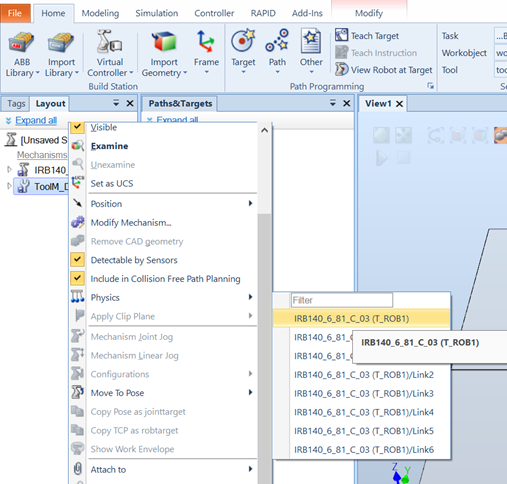 File Home Modeling Simulation Controller RAPID Add-Ins Modify
ABB Library
Import Library
Virtual Controller
Import Geometry
Frame
Target
Path
Other
Teach Target
Teach Instruction
View Robot at Target
Task
Workobject
Tool
Build Station
Path Programming
Tags Layout
Paths&Targets
View1
Expand all
Expand all
[Unsaved S
Mechanisms
IRB140_
ToolM_D
Visible
Examine
Unexamine
Set as UCS
Position
Modify Mechanism...
Remove CAD geometry
Detectable by Sensors
Include in Collision Free Path Planning
Physics
Apply Clip Plane
Mechanism Joint Jog
Mechanism Linear Jog
Configurations
Move To Pose
Copy Pose as jointtarget
Copy TCP as robtarget
Show Work Envelope
Attach to
Filter
IRB140_6_81_C_03 (T_ROB1)
IRB140_6_81_C_
IRB140_6_81_C_
IRB140_6_81_C_03 (T_ROB1)/Link2
IRB140_6_81_C_03 (T_ROB1)/Link3
IRB140_6_81_C_03 (T_ROB1)/Link4
IRB140_6_81_C_03 (T_ROB1)/Link5
IRB140_6_81_C_03 (T_ROB1)/Link6
IRB140_6_81_C_03 (T_ROB1)
Z
Y